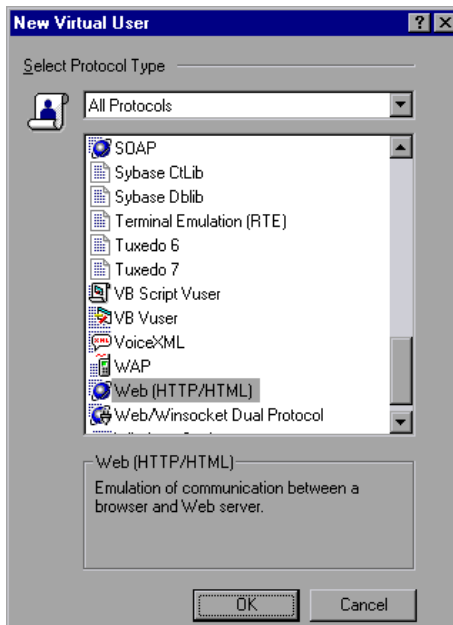 New Virtual User
Select Protocol Type
All Protocols
SOAP
Sybase CtLib
Sybase Dblib
Terminal Emulation (RTE)
Tuxedo 6
Tuxedo 7
VB Script Vuser
VB Vuser
VoiceXML
WAP
Web (HTTP/HTML)
Web/Winsocket Dual Protocol
Web (HTTP/HTML)
Emulation of communication between a
browser and Web server.
OK Cancel